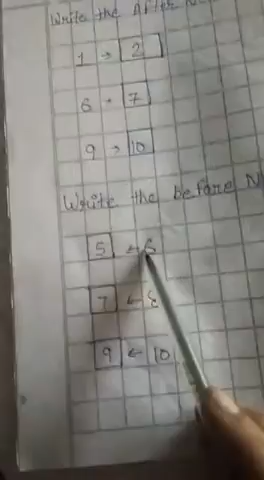 Write the After
1 → 2
6 → 7
9 → 10
Write the before N
5 ← 6
7 ← 8
9 ← 10